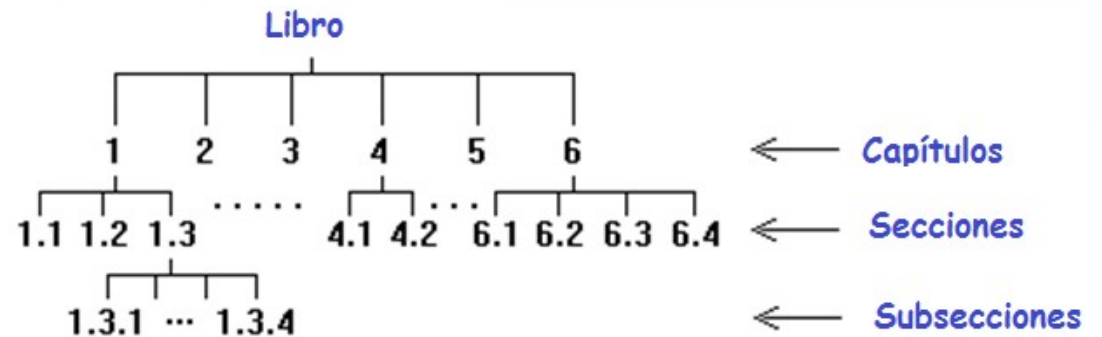 Libro
1 2 3 4 5 6 Capítulos
1.1 1.2 1.3 ..... 4.1 4.2 ... 6.1 6.2 6.3 6.4 Secciones
1.3.1 ... 1.3.4 Subsecciones